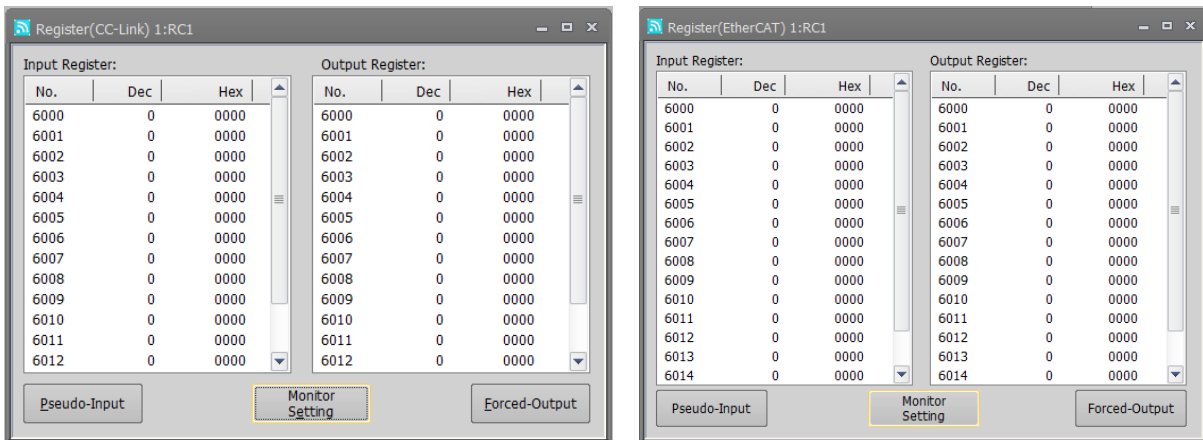 Register(CC-Link) 1:RC1
Input Register: Output Register:
No. Dec Hex No. Dec Hex
6000 0 0000 6000 0 0000
6001 0 0000 6001 0 0000
6002 0 0000 6002 0 0000
6003 0 0000 6003 0 0000
6004 0 0000 6004 0 0000
6005 0 0000 6005 0 0000
6006 0 0000 6006 0 0000
6007 0 0000 6007 0 0000
6008 0 0000 6008 0 0000
6009 0 0000 6009 0 0000
6010 0 0000 6010 0 0000
6011 0 0000 6011 0 0000
6012 0 0000 6012 0 0000
Pseudo-Input
Monitor
Setting
Forced-Output
Register(EtherCAT) 1:RC1
Input Register: Output Register:
No. Dec Hex No. Dec Hex
6000 0 0000 6000 0 0000
6001 0 0000 6001 0 0000
6002 0 0000 6002 0 0000
6003 0 0000 6003 0 0000
6004 0 0000 6004 0 0000
6005 0 0000 6005 0 0000
6006 0 0000 6006 0 0000
6007 0 0000 6007 0 0000
6008 0 0000 6008 0 0000
6009 0 0000 6009 0 0000
6010 0 0000 6010 0 0000
6011 0 0000 6011 0 0000
6012 0 0000 6012 0 0000
6013 0 0000 6013 0 0000
6014 0 0000 6014 0 0000
Pseudo-Input
Monitor
Setting
Forced-Output